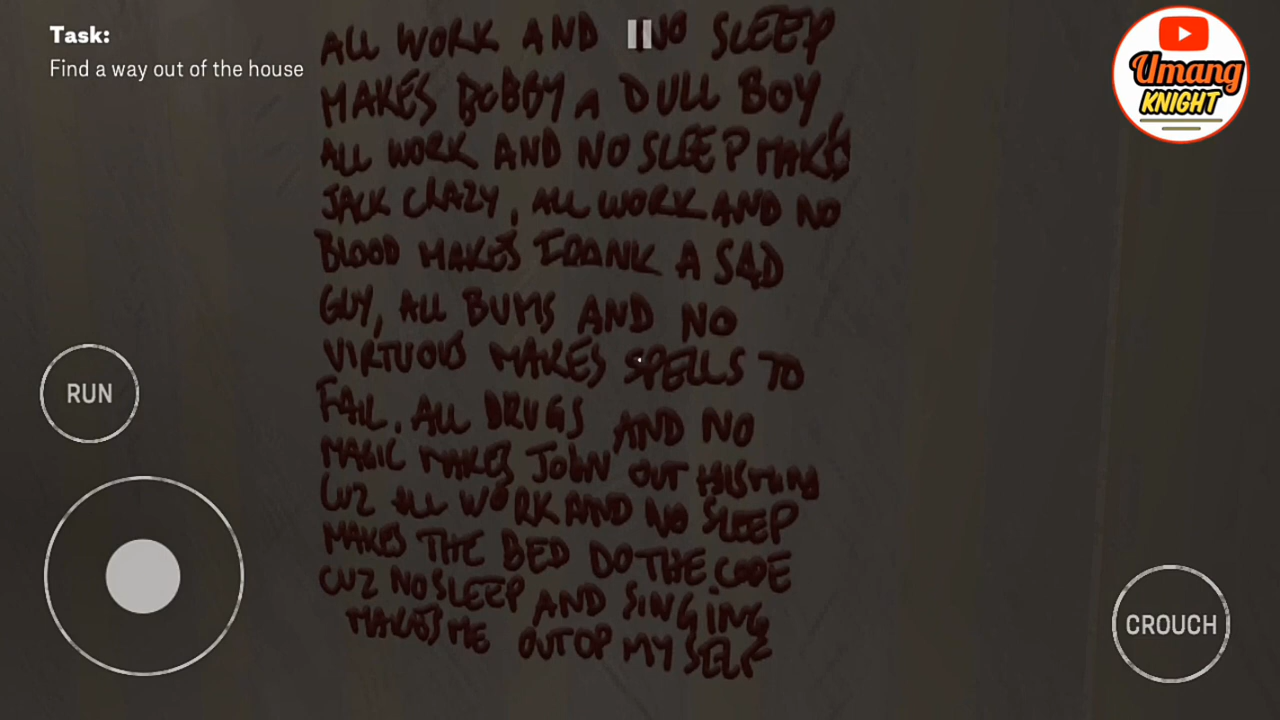 Task:
Find a way out of the house
ALL WORK AND NO SLEEP
MAKES BOBBY A DULL BOY,
ALL WORK AND NO SLEEP MAKES
JACK CRAZY, ALL WORK AND NO
BLOOD MAKES A SAD
GUY, ALL BUMS AND NO
VIRTUOUS MAKES SPELLS TO
FAIL. ALL DRUGS AND NO
MAGIC MAKES JOHN OUT
CUZ ALL WORK AND NO SLEEP
MAKES THE BED DO THE CODE
CUZ NO SLEEP AND SINGING
MAKES ME OUT OF MY SELF
Umang
KNIGHT
RUN
CROUCH